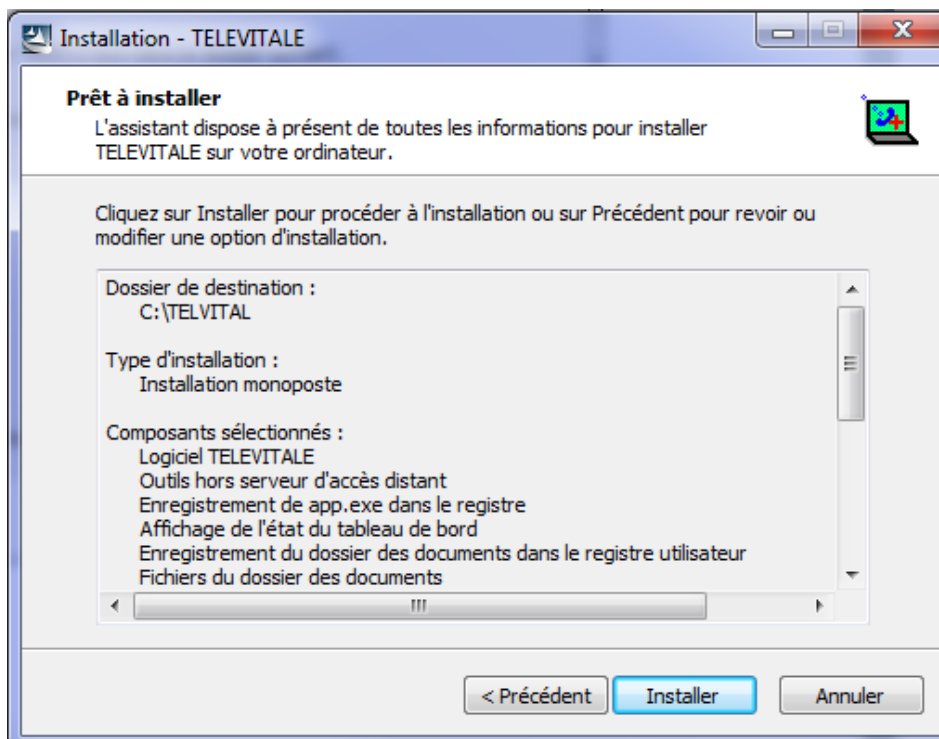 Installation - TELEVITALE
Prêt à installer
L'assistant dispose à présent de toutes les informations pour installer
TELEVITALE sur votre ordinateur.
Cliquez sur Installer pour procéder à l'installation ou sur Précédent pour revoir ou
modifier une option d'installation.
Dossier de destination :
C:\TELVITAL
Type d'installation :
Installation monoposte
Composants sélectionnés :
Logiciel TELEVITALE
Outils hors serveur d'accès distant
Enregistrement de app.exe dans le registre
Affichage de l'état du tableau de bord
Enregistrement du dossier des documents dans le registre utilisateur
Fichiers du dossier des documents
< Précédent
Installer
Annuler